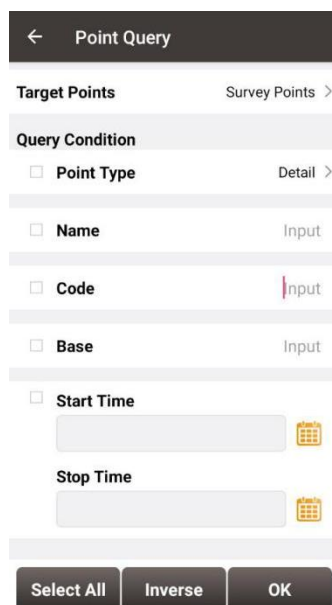 Point Query
Target Points Survey Points
Query Condition
Point Type Detail
Name Input
Code Input
Base Input
Start Time
Stop Time
Select All Inverse OK